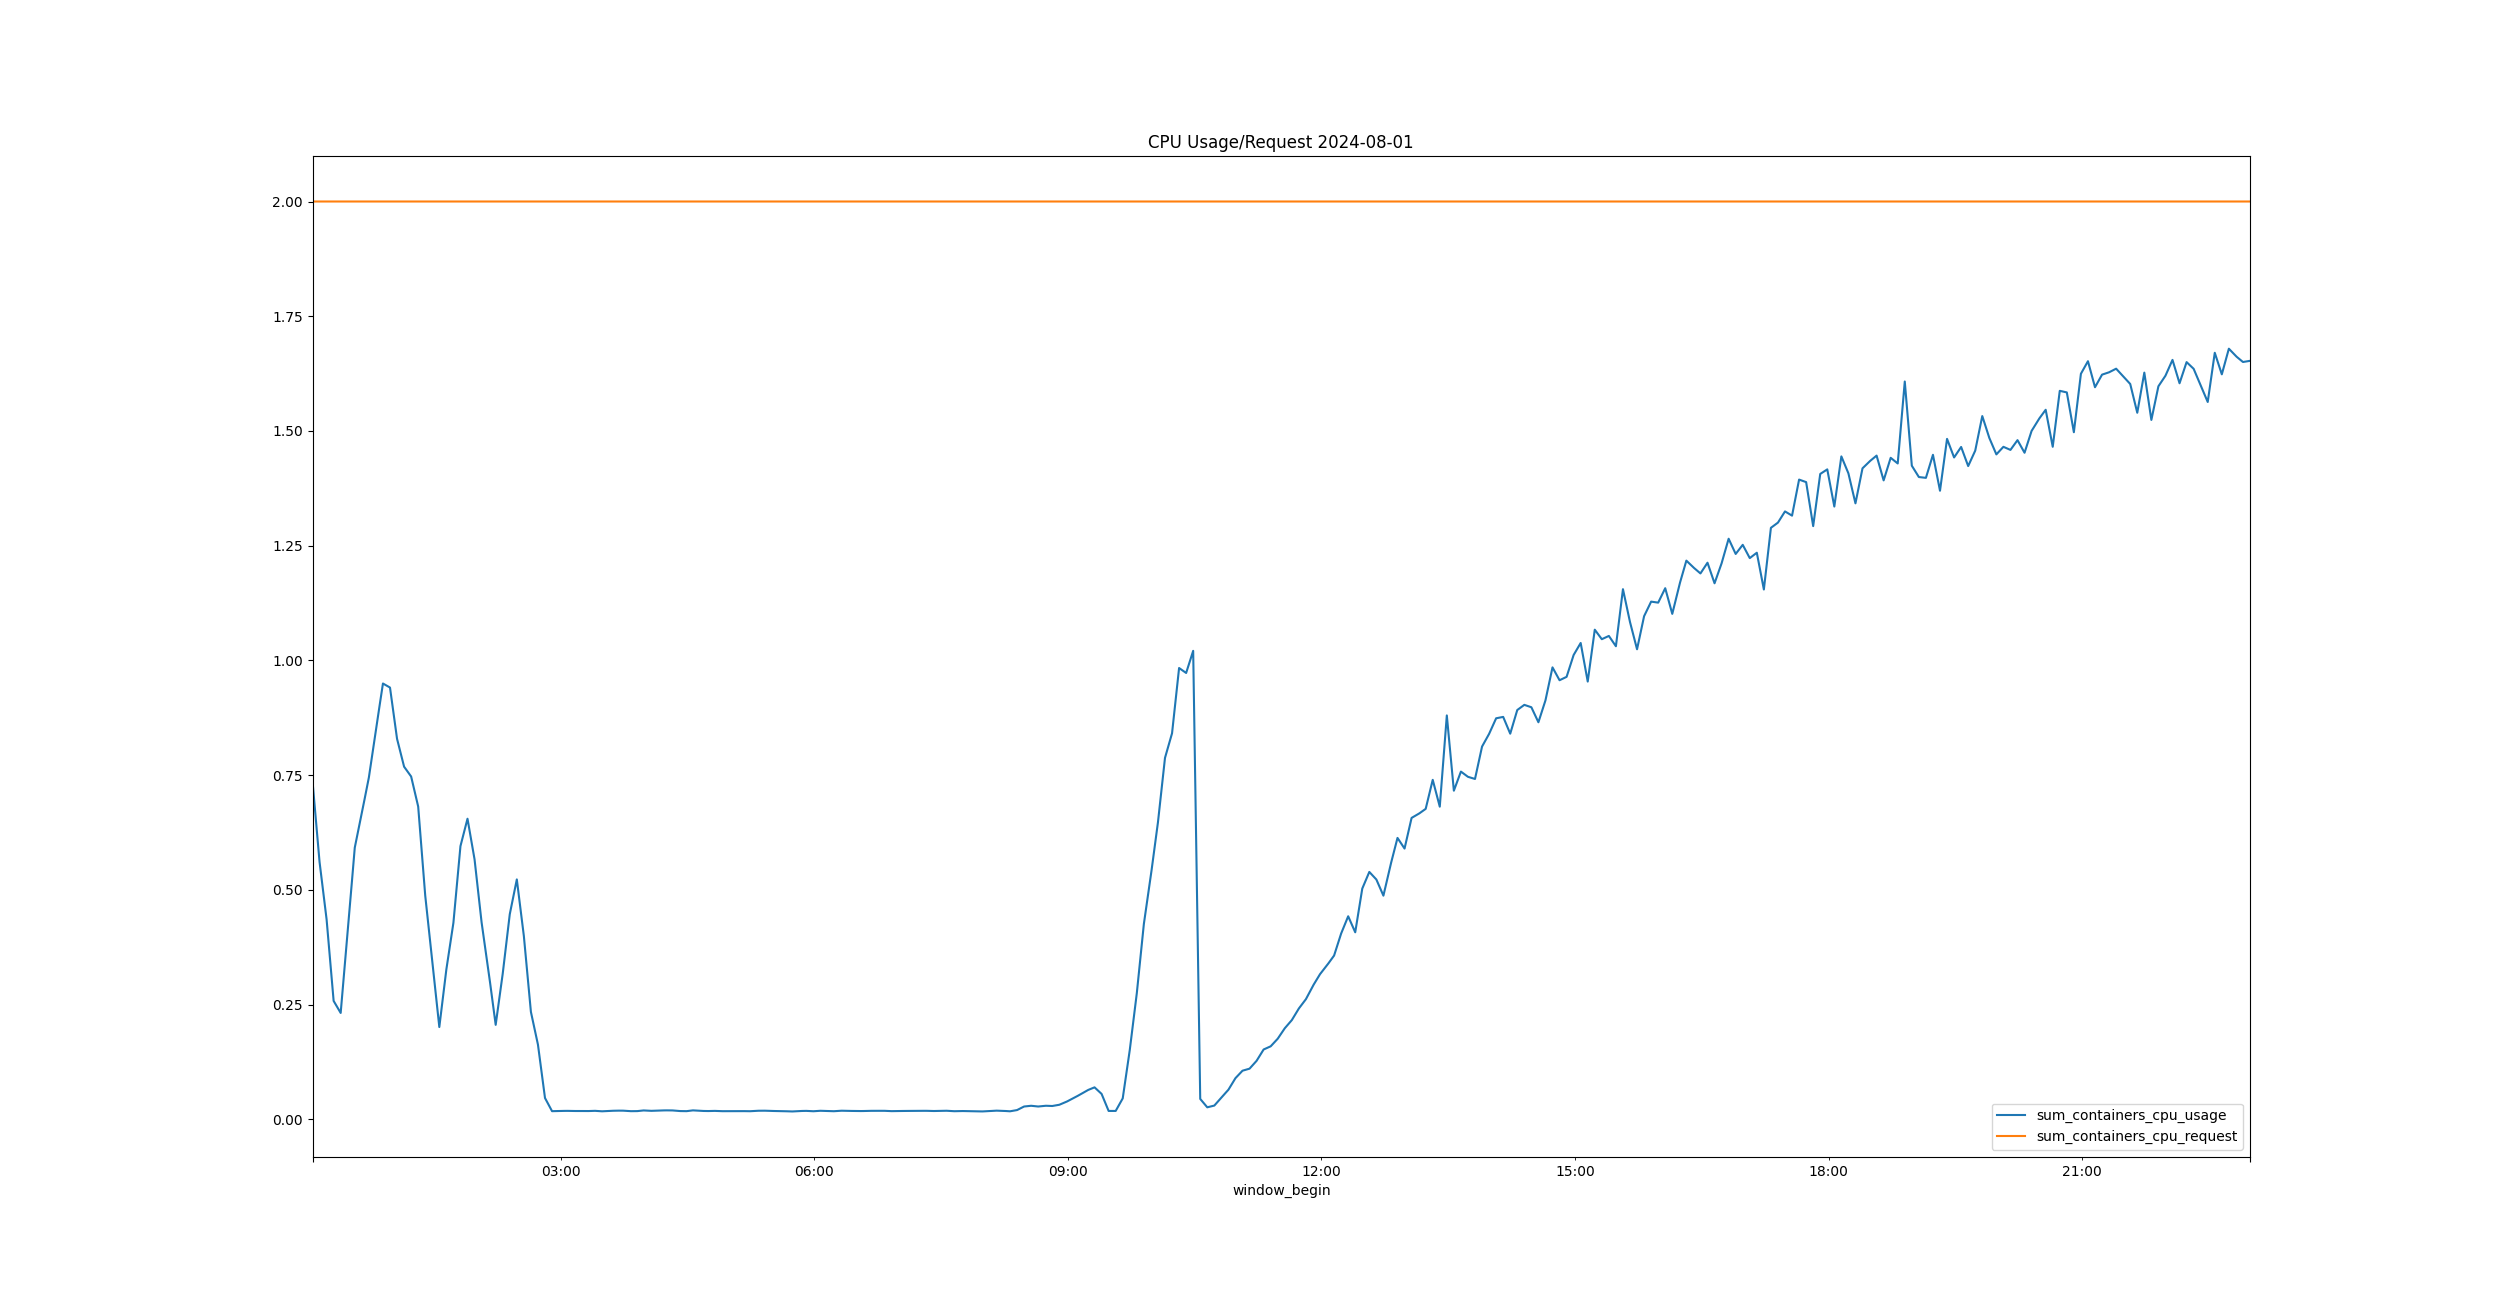 CPU Usage/Request 2024-08-01
2.00
1.75
1.50
1.25
1.00
0.75
0.50
0.25
0.00
sum_containers_cpu_usage
sum_containers_cpu_request
03:00 06:00 09:00 12:00 15:00 18:00 21:00
window_begin